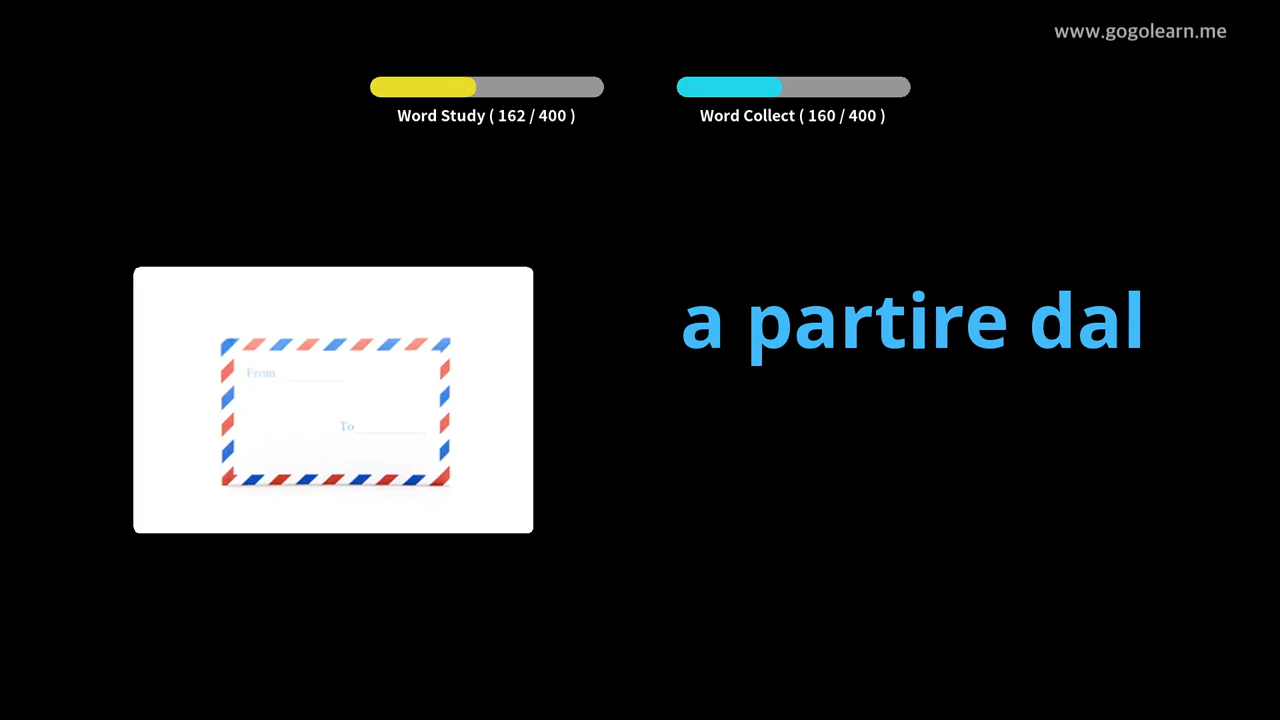 www.gogolearn.me
Word Study ( 162 / 400 )
Word Collect ( 160 / 400 )
a partire dal
From
To